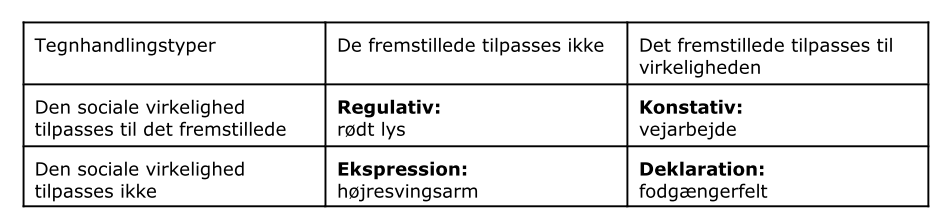 Tegnhandlingstyper
De fremstillede tilpasses ikke
Det fremstillede tilpasses til
virkeligheden
Den sociale virkelighed
tilpasses til det fremstillede
Regulativ:
rødt lys
Konstativ:
vejarbejde
Den sociale virkelighed
tilpasses ikke
Ekspression:
højresvingsarm
Deklaration:
fodgængerfelt